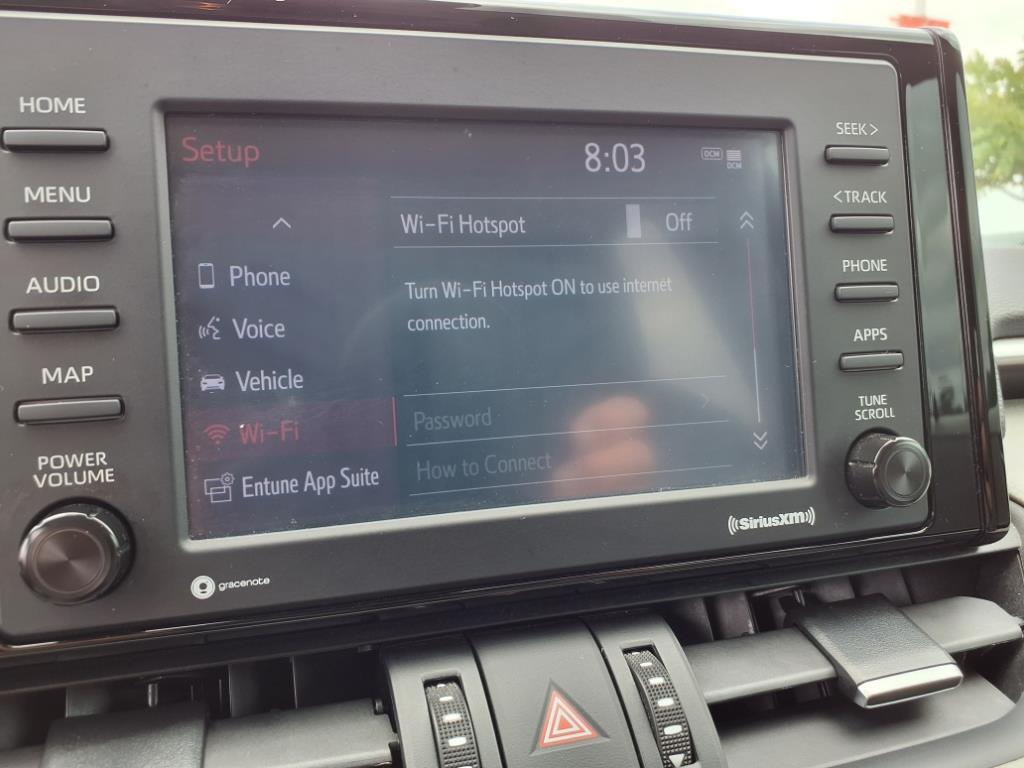 HOME
MENU
AUDIO
MAP
POWER
VOLUME
Setup
8:03
DCM
DCM
Phone
Voice
Vehicle
Wi-Fi
Entune App Suite
Wi-Fi Hotspot
Off
Turn Wi-Fi Hotspot ON to use internet
connection.
Password
How to Connect
SEEK >
< TRACK
PHONE
APPS
TUNE
SCROLL
gracenote
((SiriusXM))